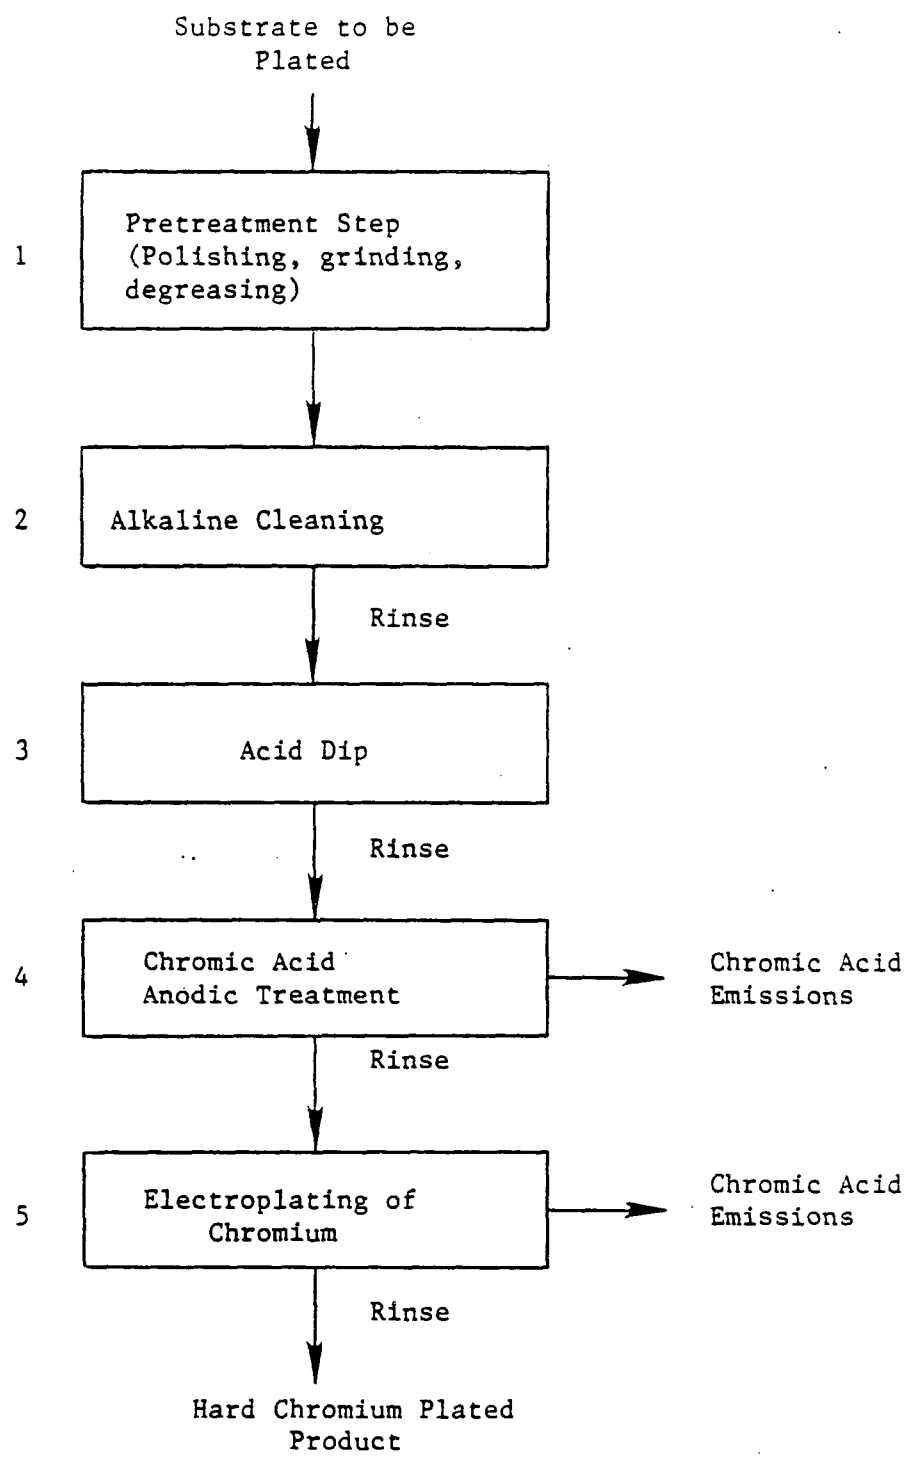 Substrate to be
Plated
1
Pretreatment Step
(Polishing, grinding,
degreasing)
2
Alkaline Cleaning
Rinse
3
Acid Dip
Rinse
4
Chromic Acid
Anodic Treatment
Chromic Acid
Emissions
Rinse
5
Electroplating of
Chromium
Chromic Acid
Emissions
Rinse
Hard Chromium Plated
Product